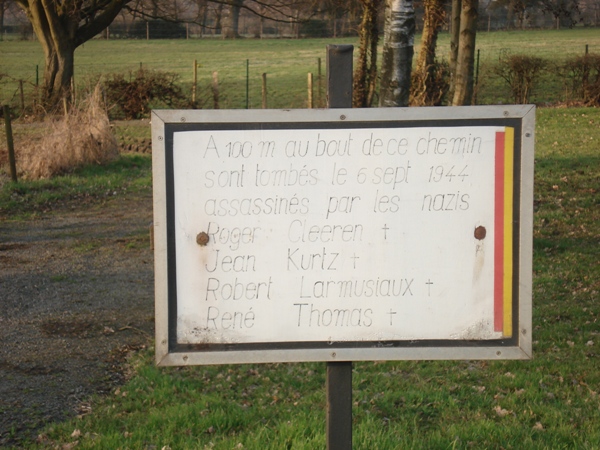 A 100 m au bout de ce chemin
sont tombés le 6 sept 1944
assassinés par les nazis
Roger Cleeren †
Jean Kurtz †
Robert Larmusiaux †
René Thomas †